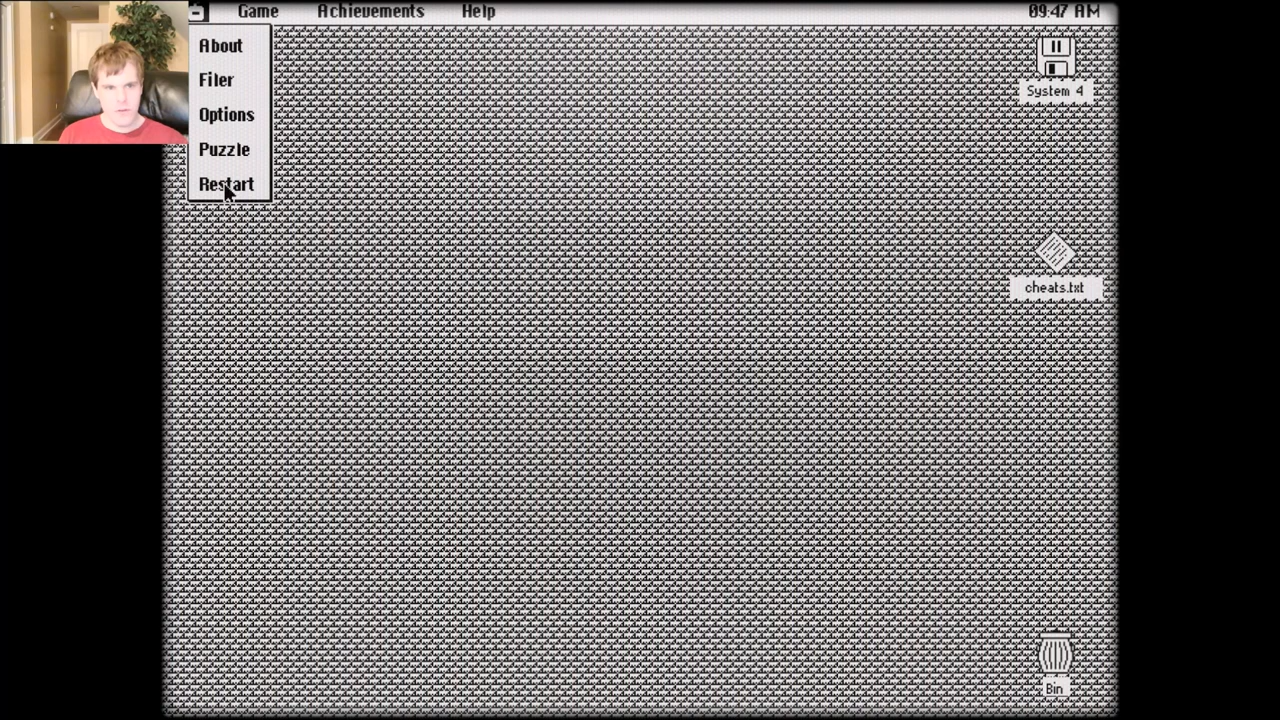 Game Achievements Help 09:47 AM
About
Filer
Options
Puzzle
Restart
System 4
cheats.txt
Bin